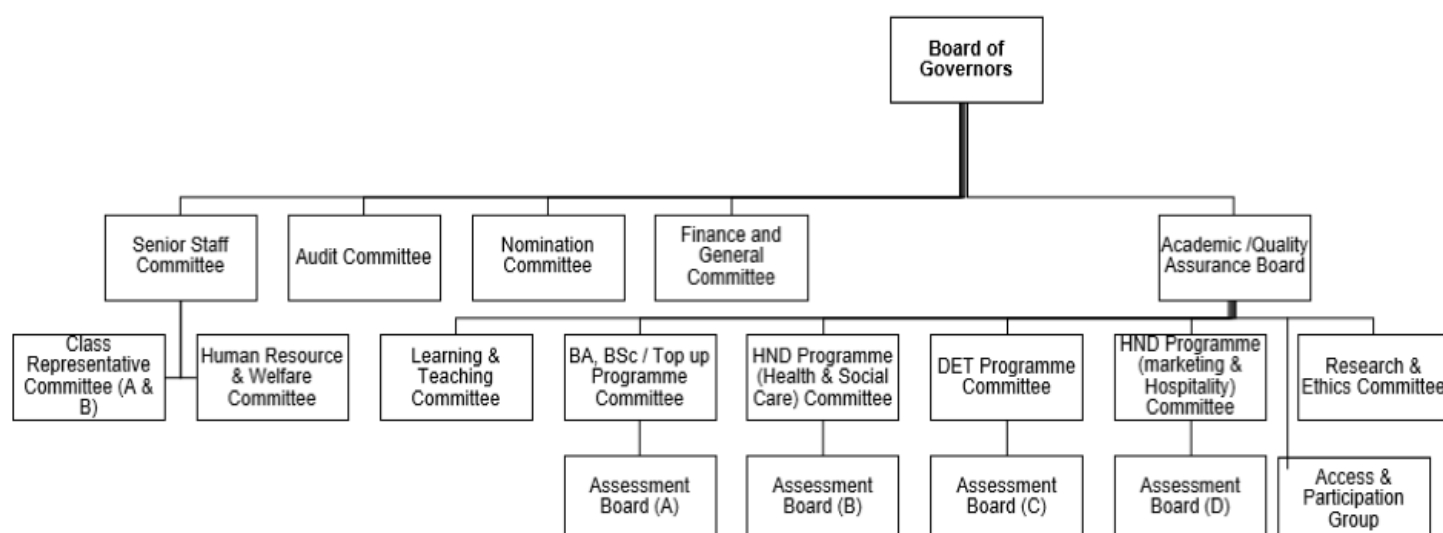 Board of
Governors
Senior Staff
Committee
Audit Committee
Nomination
Committee
Finance and
General
Committee
Academic /Quality
Assurance Board
Class
Representative
Committee (A &
B)
Human Resource
& Welfare
Committee
Learning &
Teaching
Committee
BA, BSc / Top up
Programme
Committee
HND Programme
(Health & Social
Care) Committee
DET Programme
Committee
HND Programme
(marketing &
Hospitality)
Committee
Research &
Ethics Committee
Assessment
Board (A)
Assessment
Board (B)
Assessment
Board (C)
Assessment
Board (D)
Access &
Participation
Group